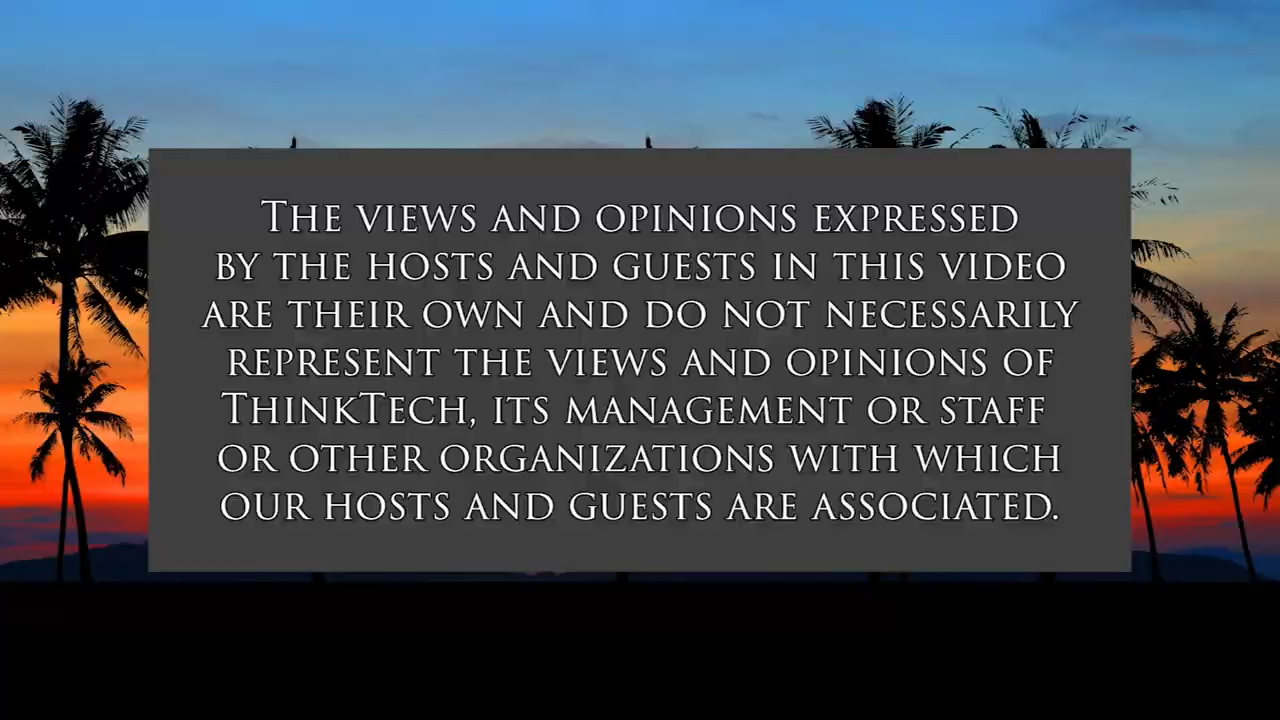 The views and opinions expressed
by the hosts and guests in this video
are their own and do not necessarily
represent the views and opinions of
ThinkTech, its management or staff
or other organizations with which
our hosts and guests are associated.